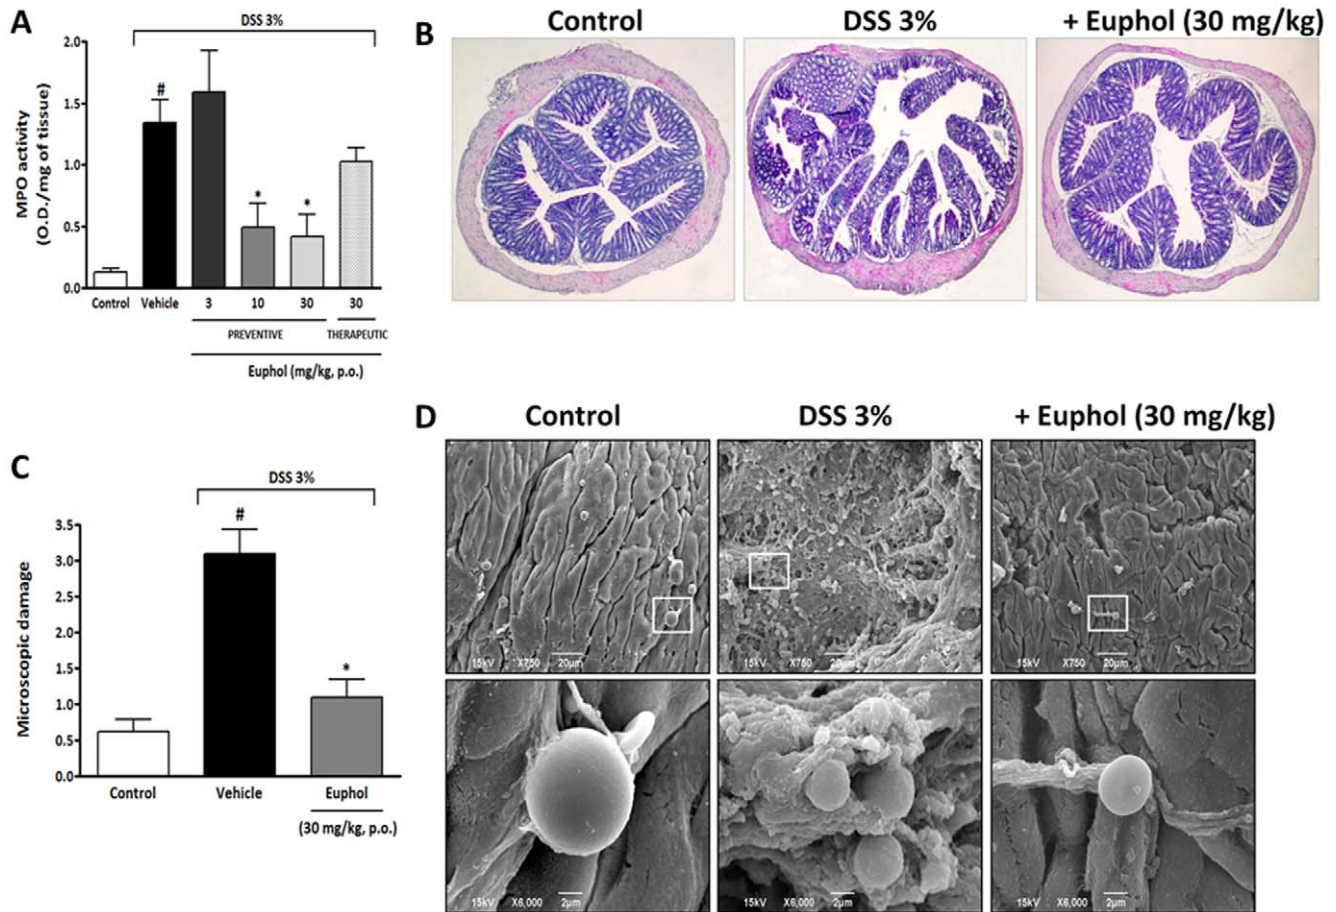 A
DSS 3%
MPO activity
(O.D./mg of tissue)
2.0
1.5
1.0
0.5
0.0
#
*
*
Control Vehicle 3 10 30 30
PREVENTIVE THERAPEUTIC
Euphol (mg/kg, p.o.)
B
Control DSS 3% + Euphol (30 mg/kg)
C
DSS 3%
Microscopic damage
3.5
3.0
2.5
2.0
1.5
1.0
0.5
0.0
#
*
Control Vehicle Euphol
(30 mg/kg, p.o.)
D
Control DSS 3% + Euphol (30 mg/kg)
15kV X750 20µm
15kV X750 20µm
15kV X750 20µm
15kV X6,000 2µm
15kV X6,000 2µm
15kV X6,000 2µm